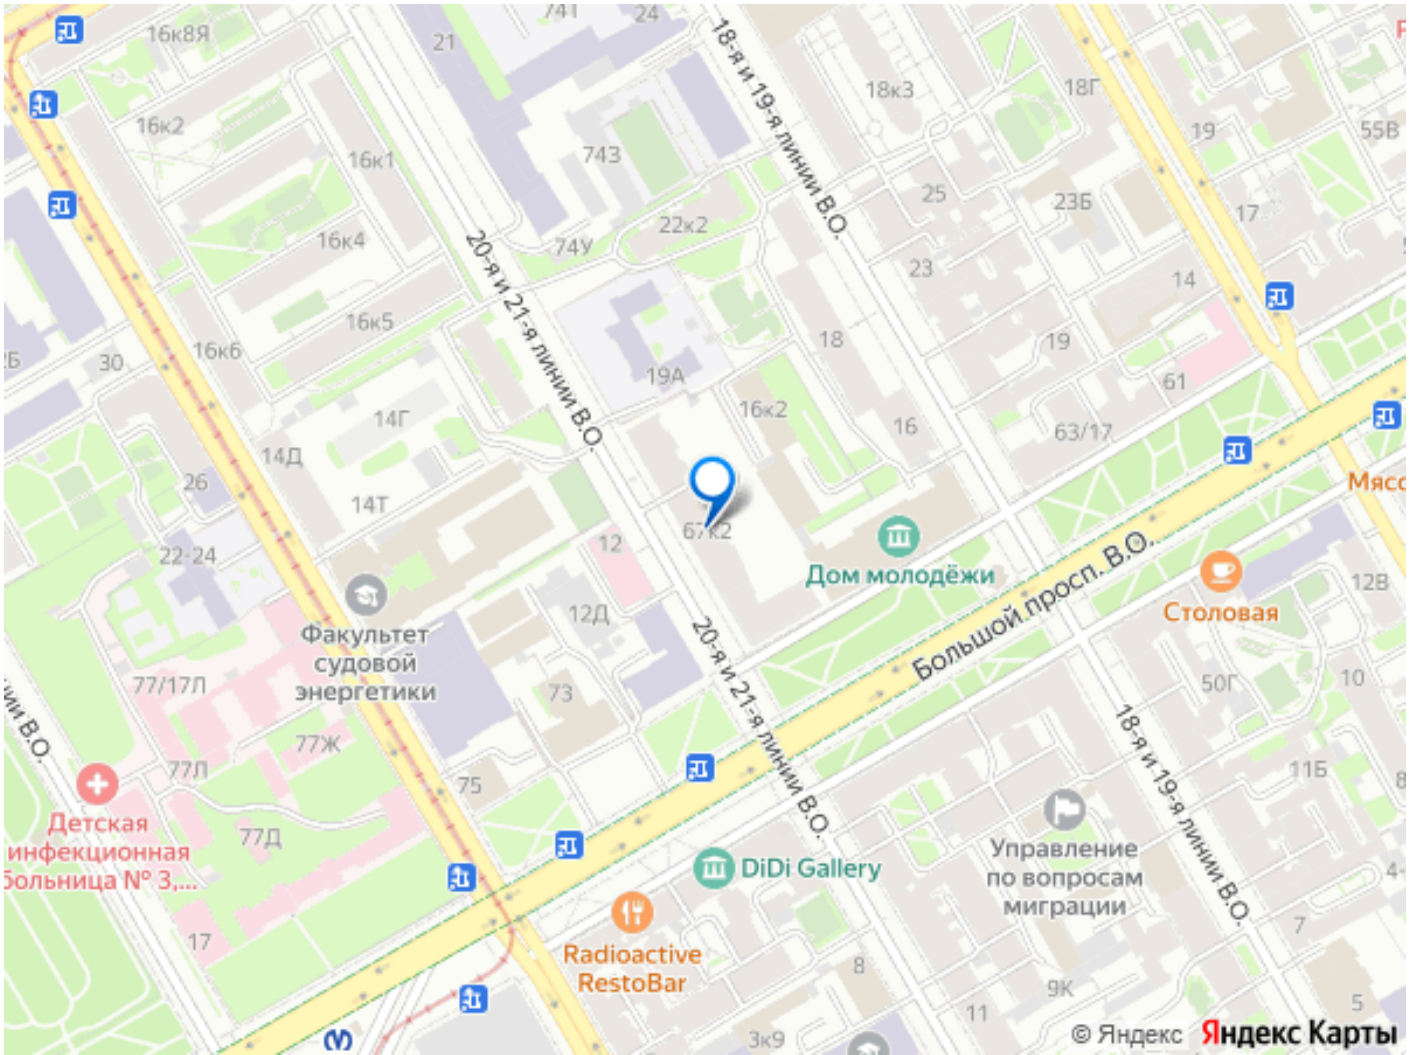 74Т
24
16к8Я
21
18-я и 19-я линии В.О.
18к3
18Г
19
55В
16к2
74З
16к1
25
23Б
17
22к2
16к4
74У
20-я и 21-я линии В.О.
23
14
16к5
18
19
30
16к6
19А
61
14Г
16к2
16
63/17
14Д
26
14Т
Мясо
67к2
22-24
12
Дом молодёжи
Большой просп. В.О.
Столовая
12В
Факультет
судовой
энергетики
12Д
20-я и 21-я линии В.О.
77/17Л
73
50Г
10
18-я и 19-я линии В.О.
77Ж
77Л
75
11Б
Детская
инфекционная
больница № 3,...
77Д
DiDi Gallery
Управление
по вопросам
миграции
4-
17
7
Radioactive
RestoBar
8
9К
11
5
3к9
© Яндекс
Яндекс Карты